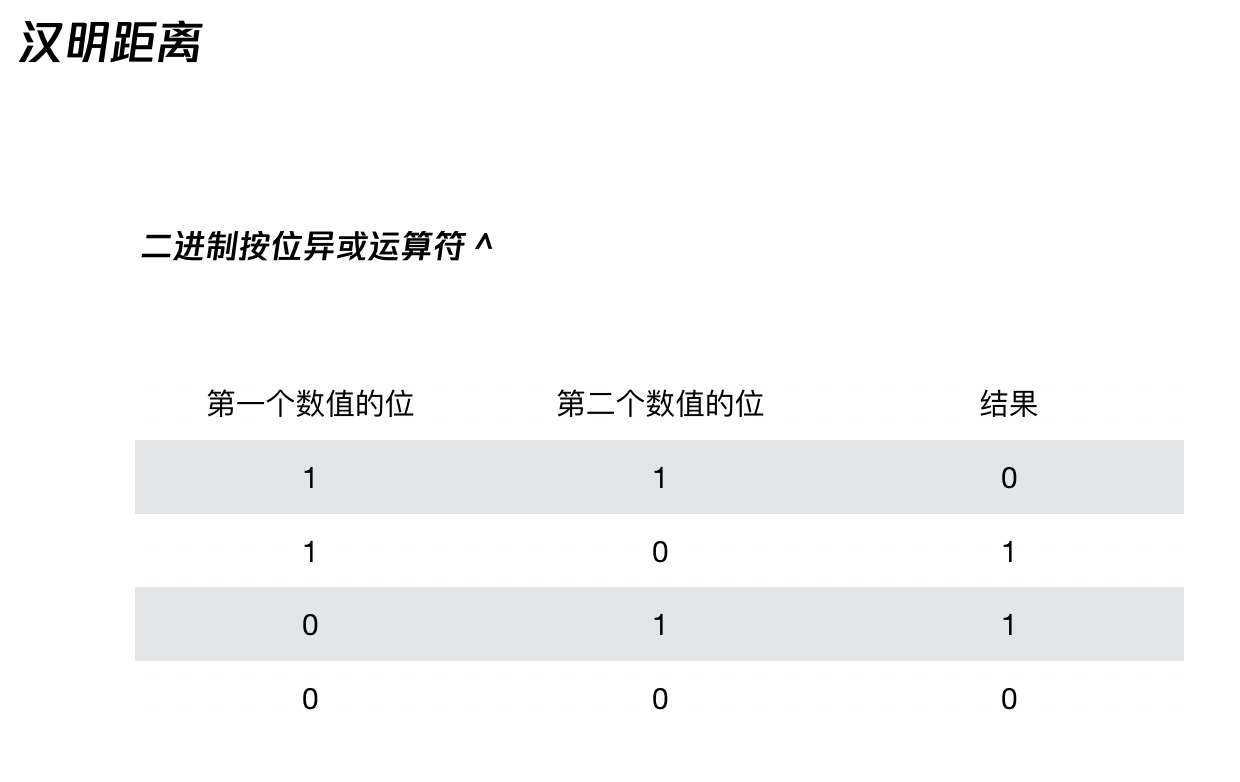 汉明距离
二进制按位异或运算符 ^
第一个数值的位 第二个数值的位 结果
1 1 0
1 0 1
0 1 1
0 0 0